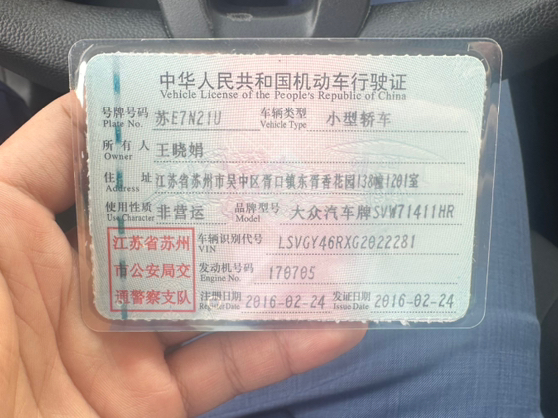 中华人民共和国机动车行驶证
Vehicle License of the People's Republic of China
号牌号码 苏E7N21U 车辆类型 小型轿车
Plate No. Vehicle Type
所有人 王晓娟
Owner
住址 江苏省苏州市吴中区胥口镇东胥香花园138幢1201室
Address
使用性质 非营运 品牌型号 大众汽车牌SVW71411HR
Use Character Model
江苏省苏州 车辆识别代号 LSVGY46RXG2022281
VIN
市公安局交 发动机号码 170705
Engine No.
通警察支队 注册日期 2016-02-24 发证日期 2016-02-24
Register Date Issue Date